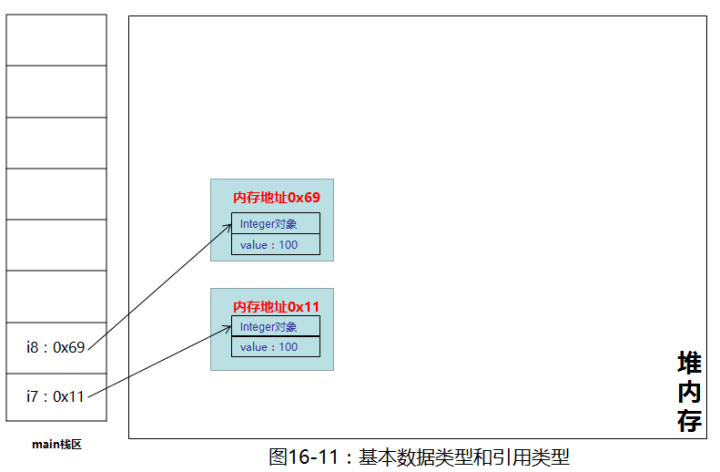 内存地址0x69
Integer对象
value：100
内存地址0x11
Integer对象
value：100
i8：0x69
i7：0x11
main栈区
堆内存
图16-11：基本数据类型和引用类型